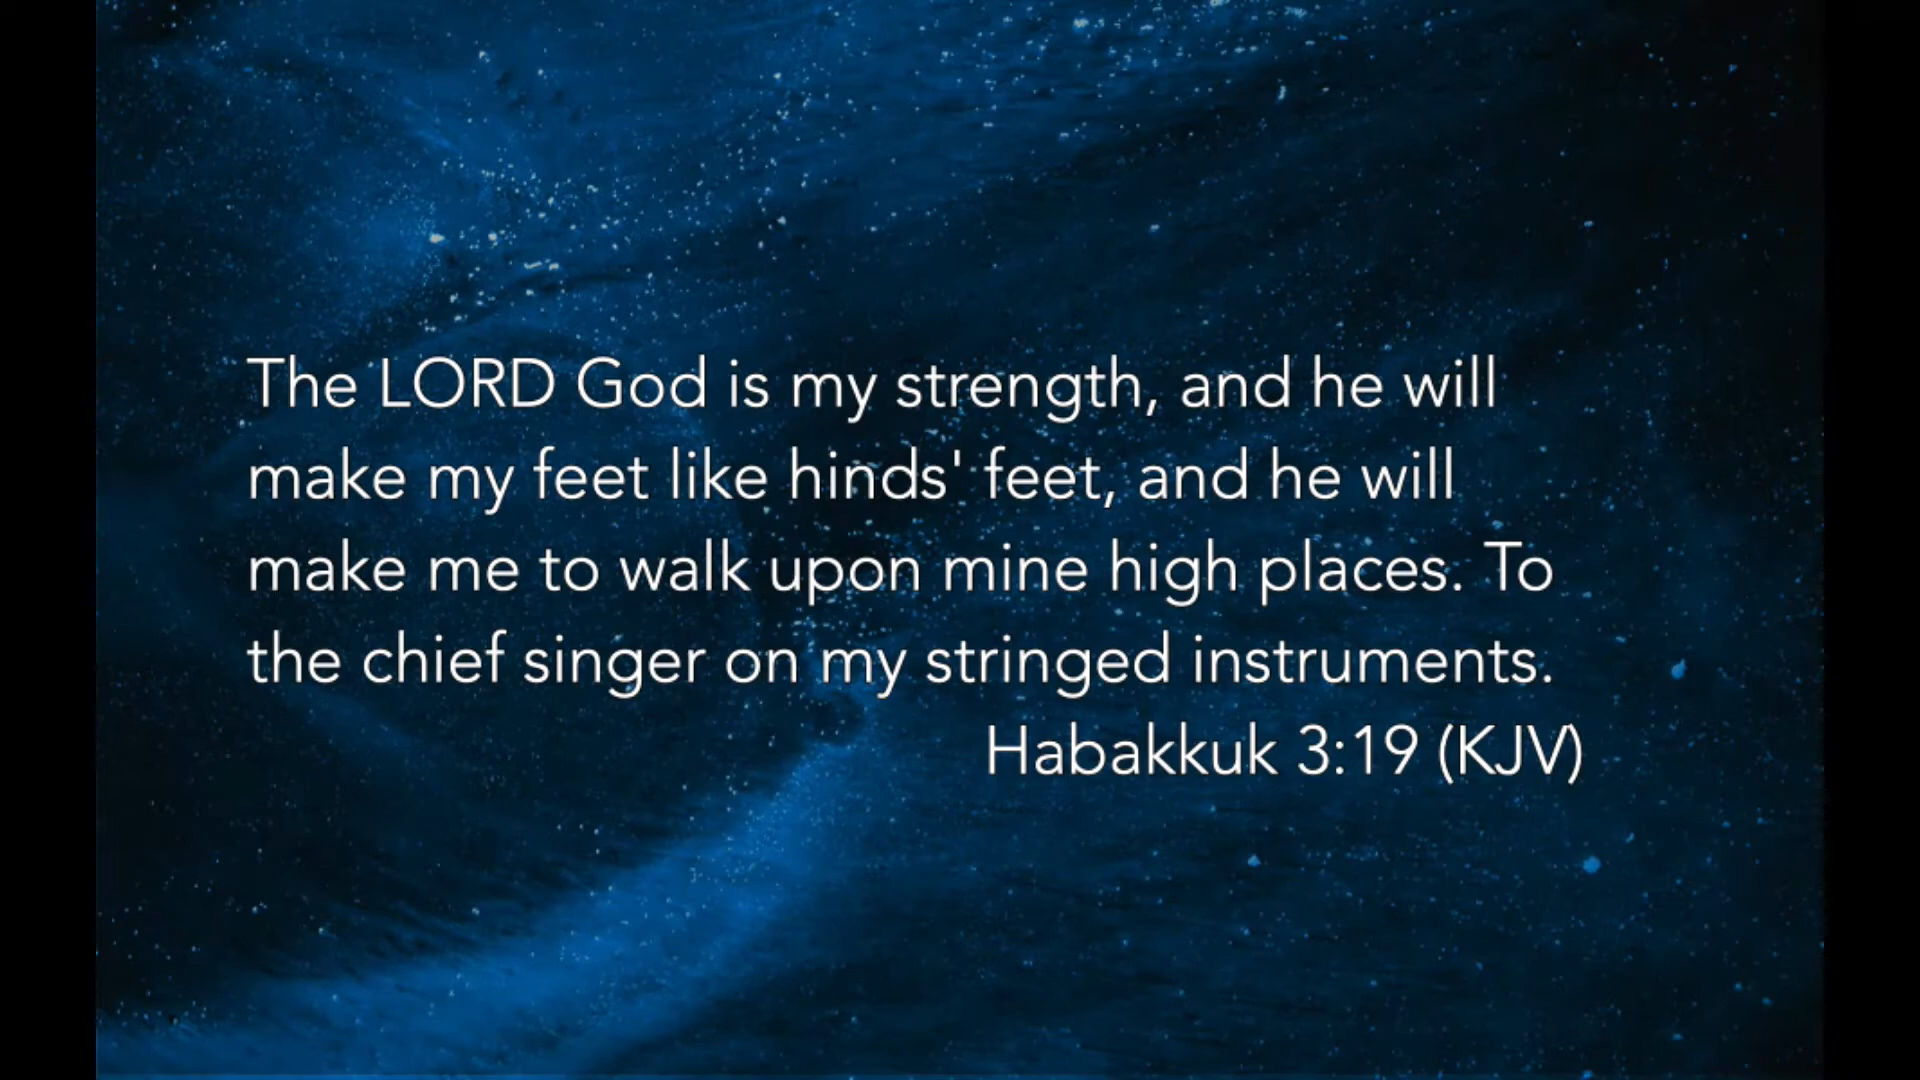 The LORD God is my strength, and he will
make my feet like hinds' feet, and he will
make me to walk upon mine high places. To
the chief singer on my stringed instruments.
Habakkuk 3:19 (KJV)